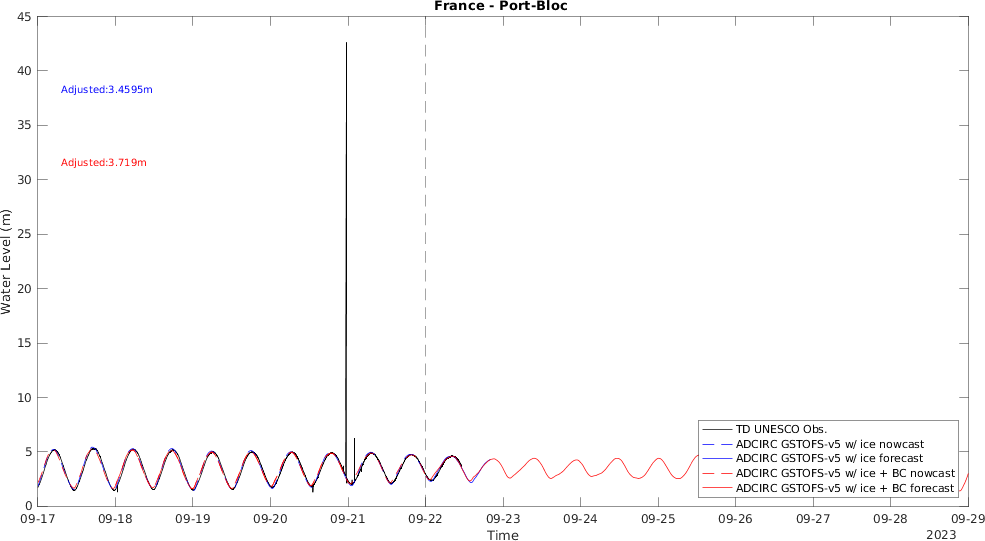 France - Port-Bloc
45
40
35
30
25
20
15
10
5
0
Water Level (m)
Adjusted:3.4595m
Adjusted:3.719m
TD UNESCO Obs.
ADCIRC GSTOFS-v5 w/ ice nowcast
ADCIRC GSTOFS-v5 w/ ice forecast
ADCIRC GSTOFS-v5 w/ ice + BC nowcast
ADCIRC GSTOFS-v5 w/ ice + BC forecast
09-17 09-18 09-19 09-20 09-21 09-22 09-23 09-24 09-25 09-26 09-27 09-28 09-29
Time
2023